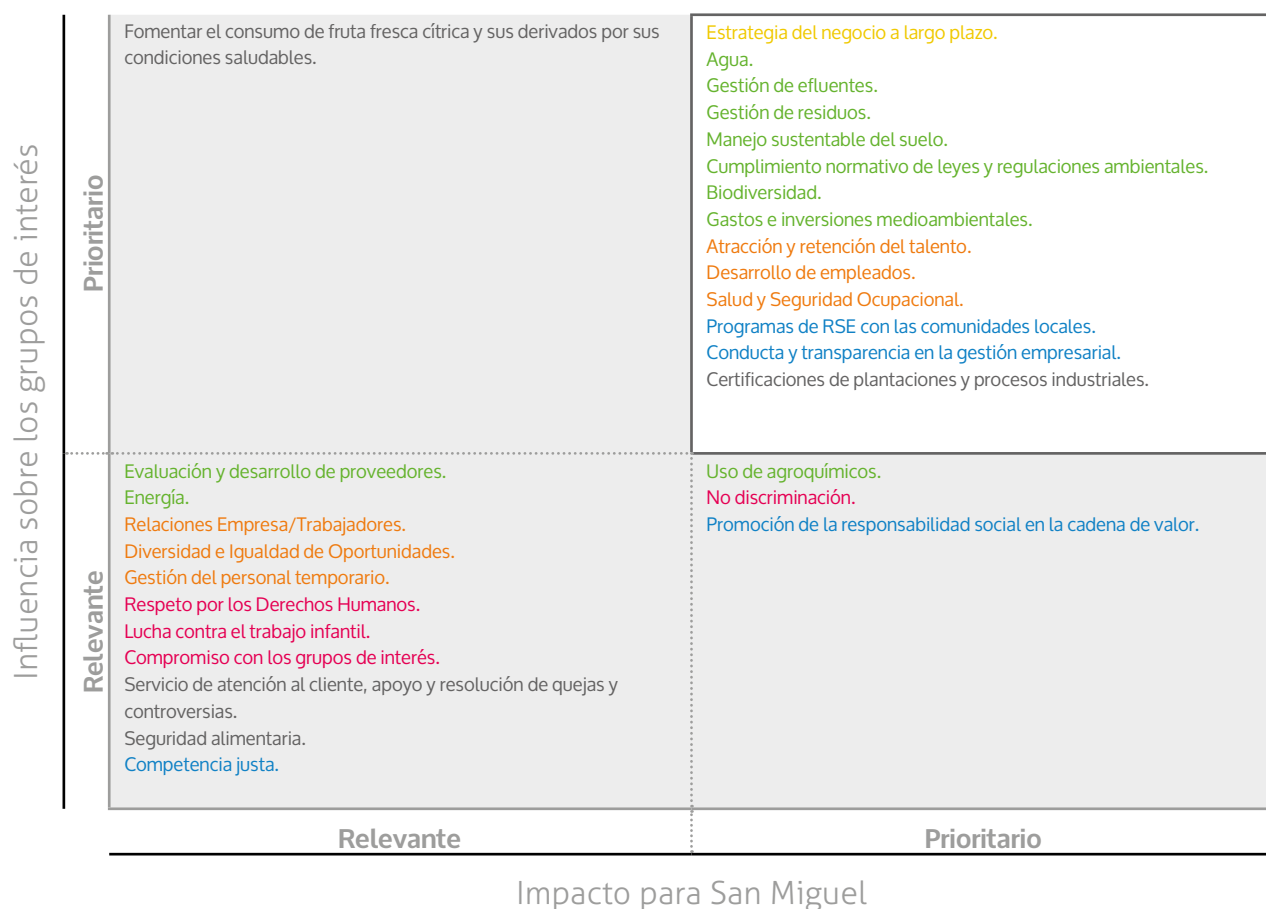 Influencia sobre los grupos de interés
Prioritario
Fomentar el consumo de fruta fresca cítrica y sus derivados por sus
condiciones saludables.
Estrategia del negocio a largo plazo.
Agua.
Gestión de efluentes.
Gestión de residuos.
Manejo sustentable del suelo.
Cumplimiento normativo de leyes y regulaciones ambientales.
Biodiversidad.
Gastos e inversiones medioambientales.
Atracción y retención del talento.
Desarrollo de empleados.
Salud y Seguridad Ocupacional.
Programas de RSE con las comunidades locales.
Conducta y transparencia en la gestión empresarial.
Certificaciones de plantaciones y procesos industriales.
Relevante
Evaluación y desarrollo de proveedores.
Energía.
Relaciones Empresa/Trabajadores.
Diversidad e Igualdad de Oportunidades.
Gestión del personal temporario.
Respeto por los Derechos Humanos.
Lucha contra el trabajo infantil.
Compromiso con los grupos de interés.
Servicio de atención al cliente, apoyo y resolución de quejas y
controversias.
Seguridad alimentaria.
Competencia justa.
Uso de agroquímicos.
No discriminación.
Promoción de la responsabilidad social en la cadena de valor.
Relevante
Prioritario
Impacto para San Miguel